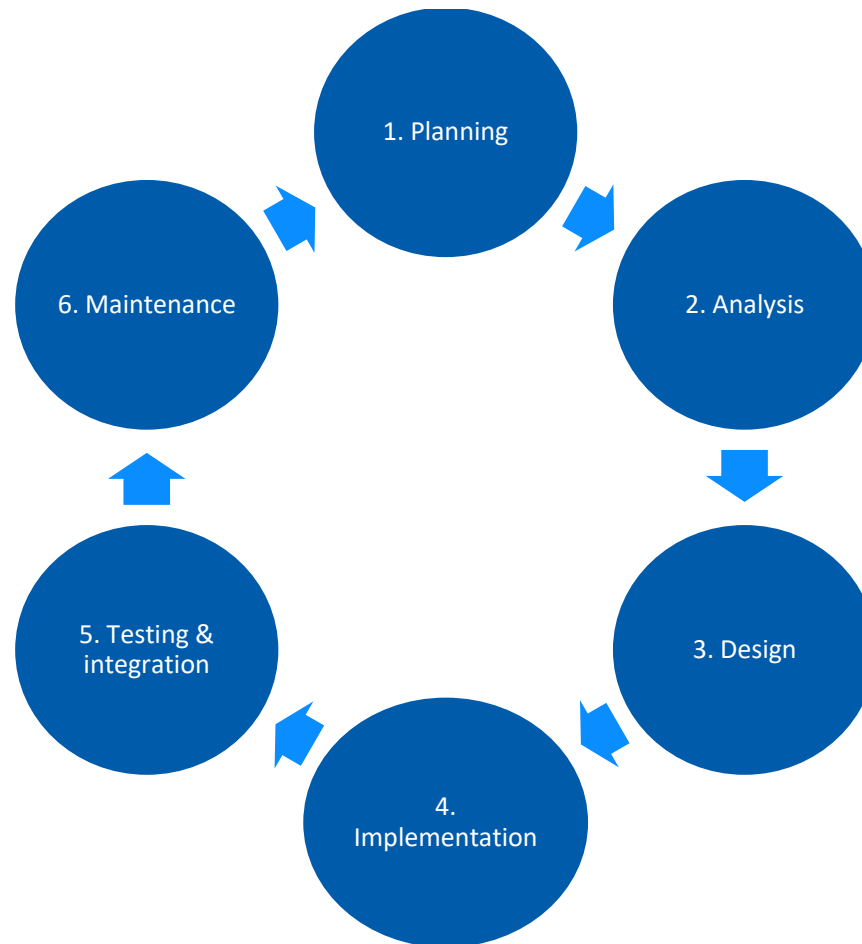 1. Planning
2. Analysis
3. Design
4.
Implementation
5. Testing &
integration
6. Maintenance